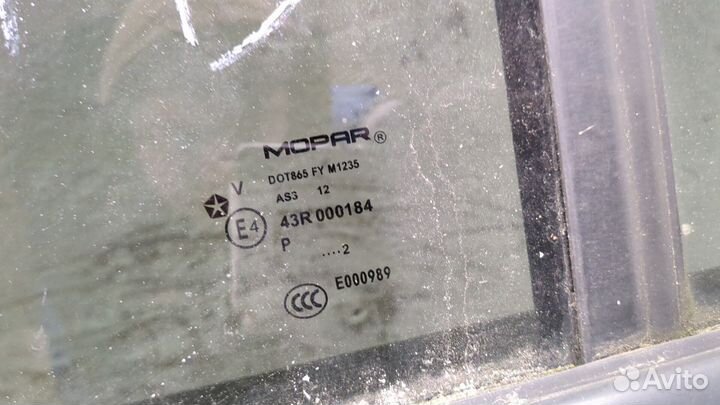 MOPAR®
DOT865 FY M1235
V AS3 12
E4 43R 000184
P ....2
CCC E000989
Avito